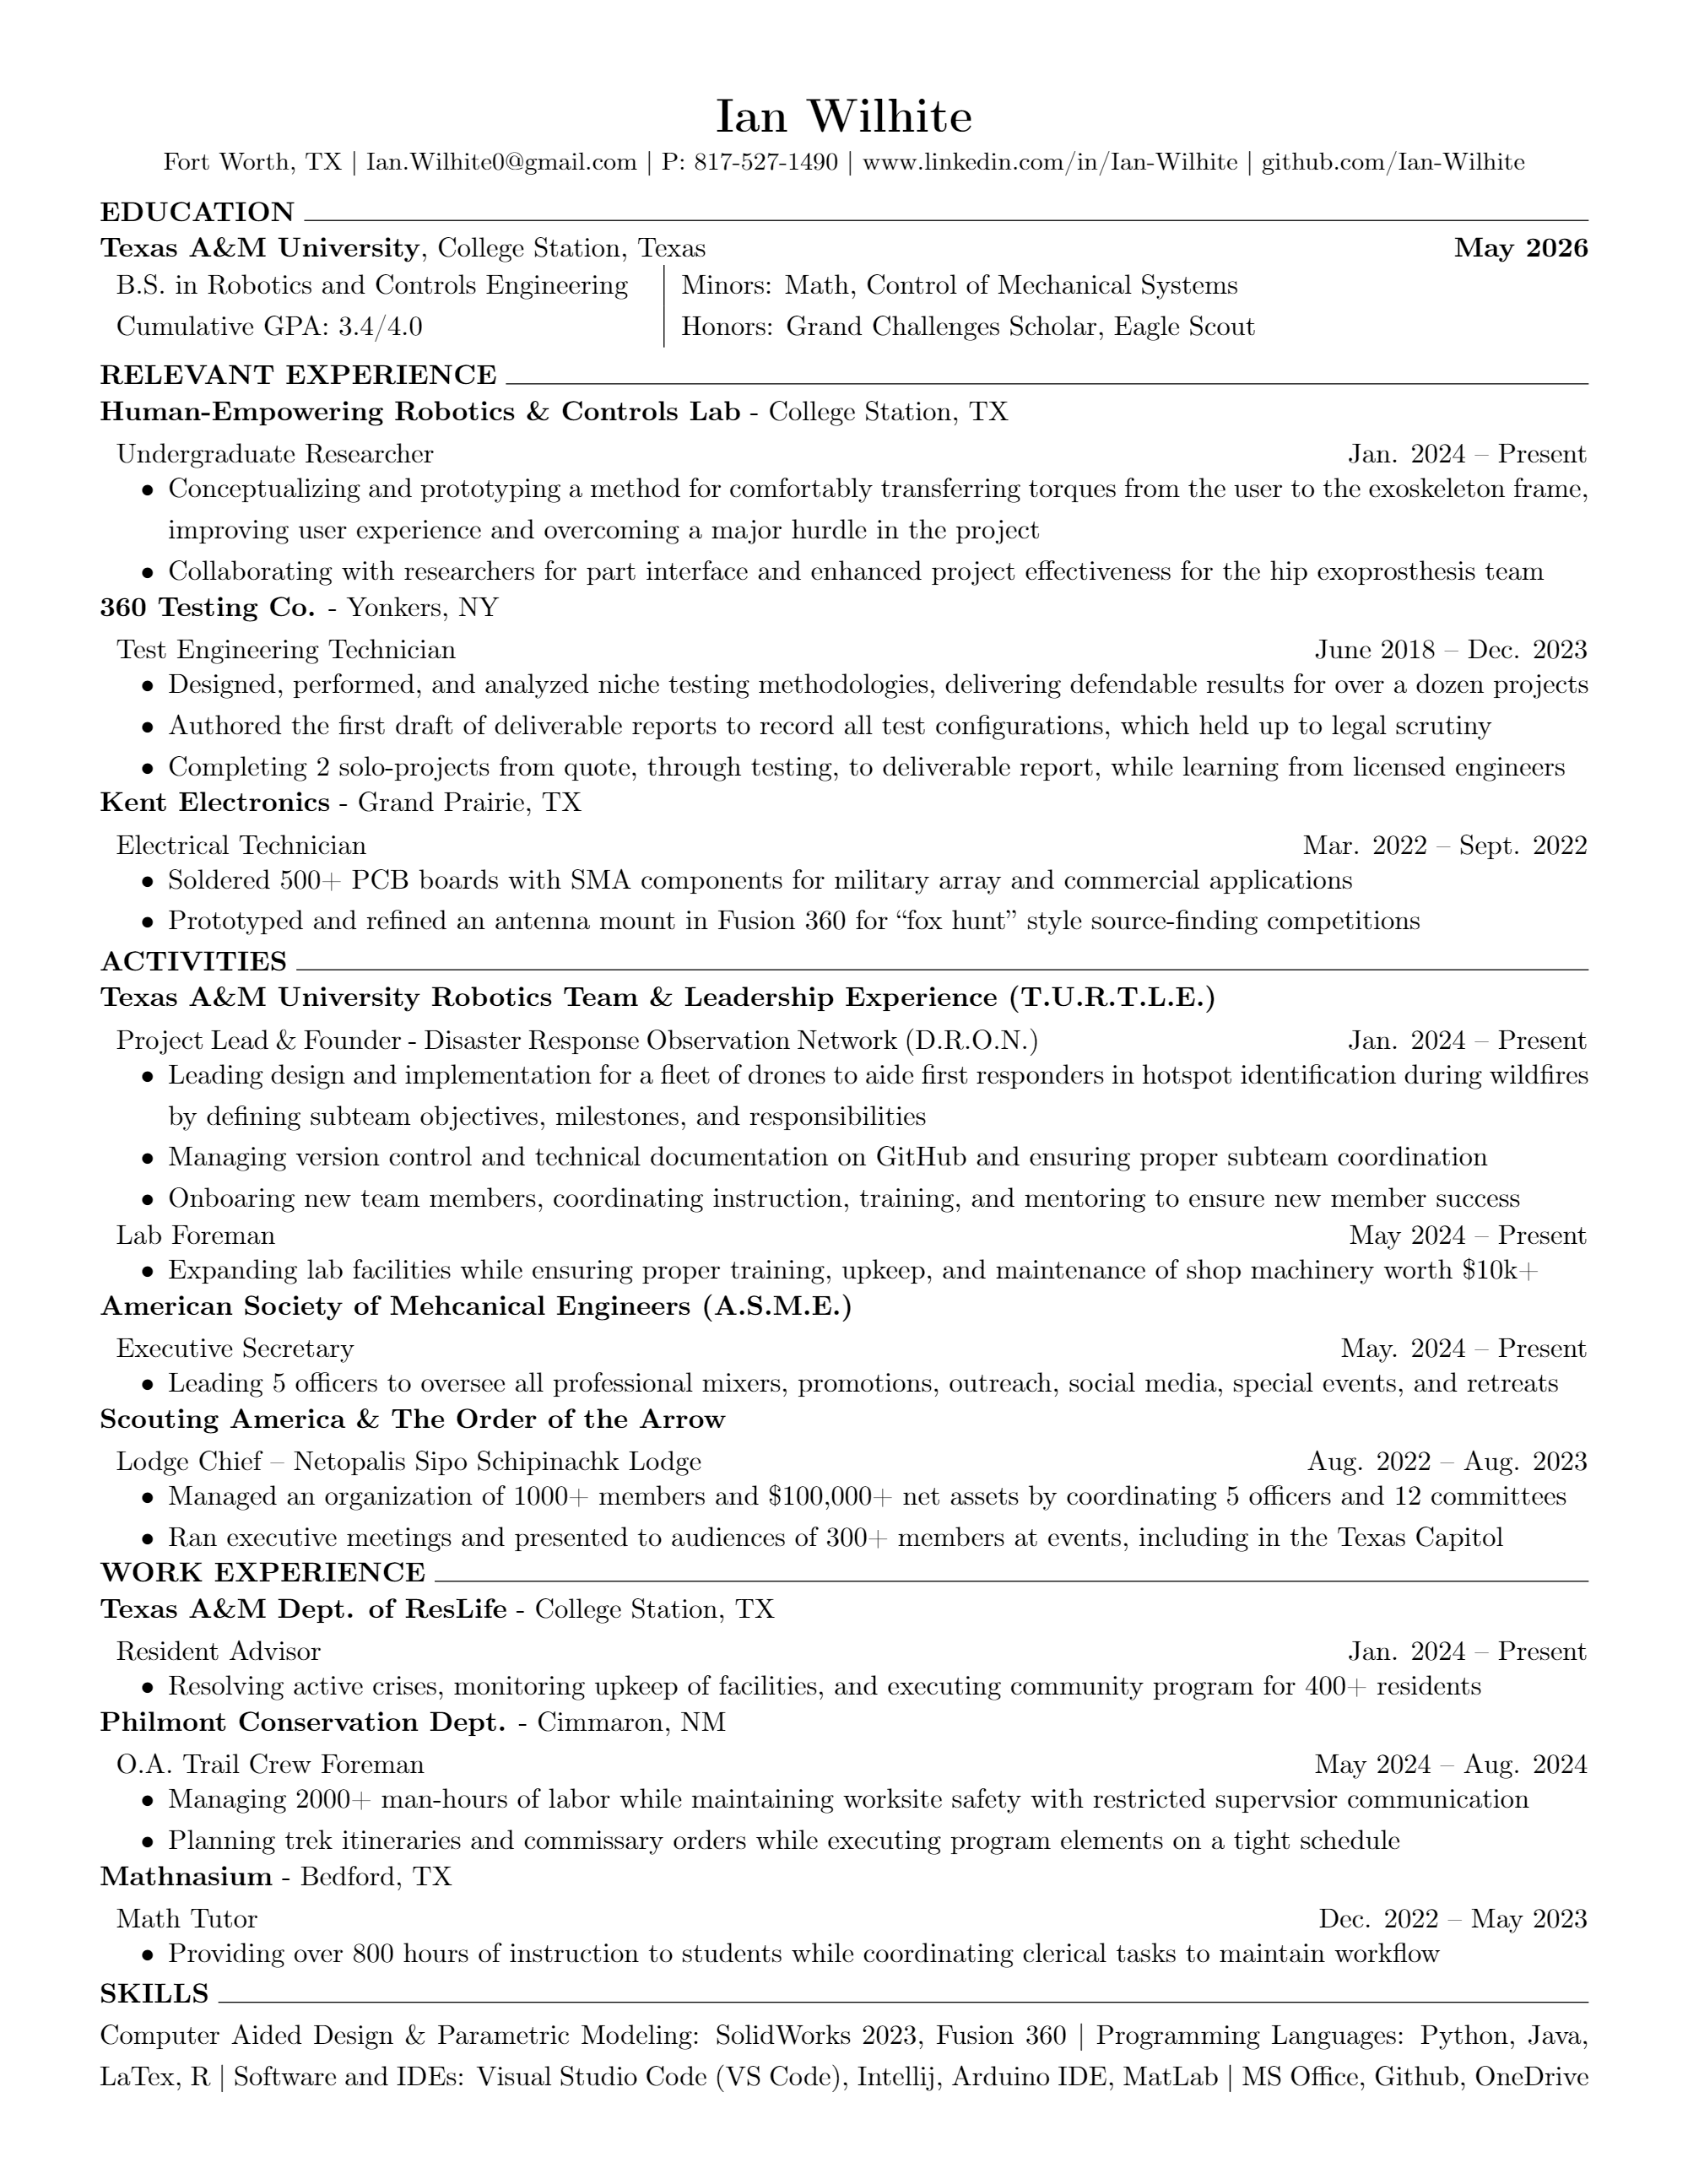 Ian Wilhite
Fort Worth, TX | Ian.Wilhite0@gmail.com | P: 817-527-1490 | www.linkedin.com/in/Ian-Wilhite | github.com/Ian-Wilhite
EDUCATION
Texas A&M University, College Station, Texas May 2026
B.S. in Robotics and Controls Engineering Minors: Math, Control of Mechanical Systems
Cumulative GPA: 3.4/4.0 Honors: Grand Challenges Scholar, Eagle Scout
RELEVANT EXPERIENCE
Human-Empowering Robotics & Controls Lab - College Station, TX
Undergraduate Researcher Jan. 2024 – Present
• Conceptualizing and prototyping a method for comfortably transferring torques from the user to the exoskeleton frame,
improving user experience and overcoming a major hurdle in the project
• Collaborating with researchers for part interface and enhanced project effectiveness for the hip exoprosthesis team
360 Testing Co. - Yonkers, NY
Test Engineering Technician June 2018 – Dec. 2023
• Designed, performed, and analyzed niche testing methodologies, delivering defendable results for over a dozen projects
• Authored the first draft of deliverable reports to record all test configurations, which held up to legal scrutiny
• Completing 2 solo-projects from quote, through testing, to deliverable report, while learning from licensed engineers
Kent Electronics - Grand Prairie, TX
Electrical Technician Mar. 2022 – Sept. 2022
• Soldered 500+ PCB boards with SMA components for military array and commercial applications
• Prototyped and refined an antenna mount in Fusion 360 for “fox hunt” style source-finding competitions
ACTIVITIES
Texas A&M University Robotics Team & Leadership Experience (T.U.R.T.L.E.)
Project Lead & Founder - Disaster Response Observation Network (D.R.O.N.) Jan. 2024 – Present
• Leading design and implementation for a fleet of drones to aide first responders in hotspot identification during wildfires
by defining subteam objectives, milestones, and responsibilities
• Managing version control and technical documentation on GitHub and ensuring proper subteam coordination
• Onboaring new team members, coordinating instruction, training, and mentoring to ensure new member success
Lab Foreman May 2024 – Present
• Expanding lab facilities while ensuring proper training, upkeep, and maintenance of shop machinery worth $10k+
American Society of Mehcanical Engineers (A.S.M.E.)
Executive Secretary May. 2024 – Present
• Leading 5 officers to oversee all professional mixers, promotions, outreach, social media, special events, and retreats
Scouting America & The Order of the Arrow
Lodge Chief – Netopalis Sipo Schipinachk Lodge Aug. 2022 – Aug. 2023
• Managed an organization of 1000+ members and $100,000+ net assets by coordinating 5 officers and 12 committees
• Ran executive meetings and presented to audiences of 300+ members at events, including in the Texas Capitol
WORK EXPERIENCE
Texas A&M Dept. of ResLife - College Station, TX
Resident Advisor Jan. 2024 – Present
• Resolving active crises, monitoring upkeep of facilities, and executing community program for 400+ residents
Philmont Conservation Dept. - Cimmaron, NM
O.A. Trail Crew Foreman May 2024 – Aug. 2024
• Managing 2000+ man-hours of labor while maintaining worksite safety with restricted supervsior communication
• Planning trek itineraries and commissary orders while executing program elements on a tight schedule
Mathnasium - Bedford, TX
Math Tutor Dec. 2022 – May 2023
• Providing over 800 hours of instruction to students while coordinating clerical tasks to maintain workflow
SKILLS
Computer Aided Design & Parametric Modeling: SolidWorks 2023, Fusion 360 | Programming Languages: Python, Java,
LaTex, R | Software and IDEs: Visual Studio Code (VS Code), Intellij, Arduino IDE, MatLab | MS Office, Github, OneDrive